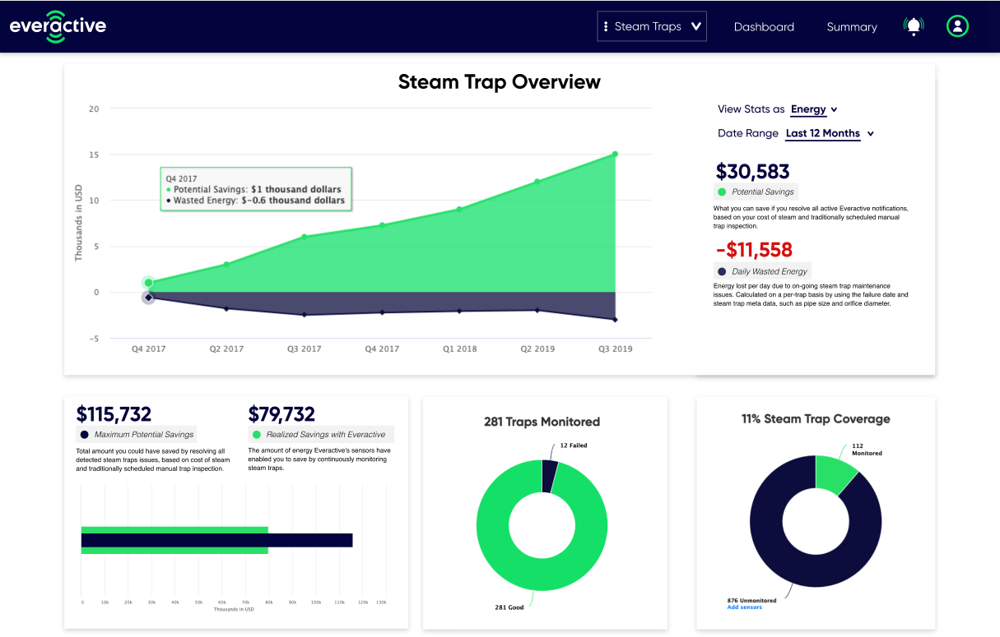 everactive
Steam Traps
Dashboard
Summary
Steam Trap Overview
20
15
10
5
0
-5
Thousands in USD
Q4 2017
Potential Savings: $1 thousand dollars
Wasted Energy: $-0.6 thousand dollars
Q4 2017
Q2 2017
Q3 2017
Q4 2017
Q1 2018
Q2 2019
Q3 2019
View Stats as Energy
Date Range Last 12 Months
$30,583
Potential Savings
What you can save if you resolve all active Everactive notifications,
based on your cost of steam and traditionally scheduled manual
trap inspection.
-$11,558
Daily Wasted Energy
Energy lost per day due to on-going steam trap maintenance
issues. Calculated on a per-trap basis by using the failure date and
steam trap meta data, such as pipe size and orifice diameter.
$115,732
Maximum Potential Savings
Total amount you could have saved by resolving all
detected steam traps issues, based on cost of steam
and traditionally scheduled manual trap inspection.
$79,732
Realized Savings with Everactive
The amount of energy Everactive's sensors have
enabled you to save by continuously monitoring
steam traps.
0
10k
20k
30k
40k
50k
60k
70k
80k
90k
100k
110k
120k
130k
Thousands in USD
281 Traps Monitored
12 Failed
281 Good
11% Steam Trap Coverage
112
Monitored
876 Unmonitored
Add sensors